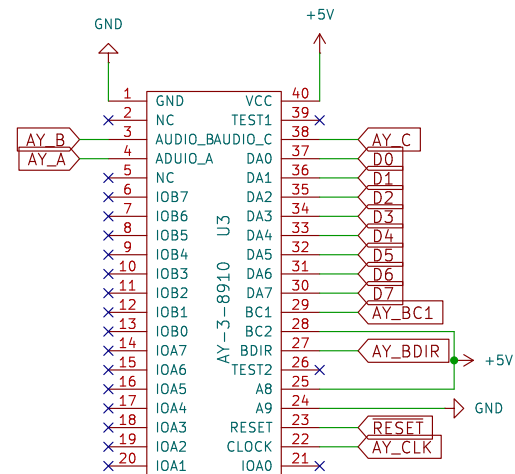 GND +5V
1 GND VCC 40
2 NC TEST1 39
AY_B 3 AUDIO_B AUDIO_C 38 AY_C
AY_A 4 ADUIO_A DA0 37 D0
5 NC DA1 36 D1
6 IOB7 DA2 35 D2
7 IOB6 DA3 34 D3
8 IOB5 DA4 33 D4
9 IOB4 DA5 32 D5
10 IOB3 DA6 31 D6
11 IOB2 DA7 30 D7
12 IOB1 BC1 29 AY_BC1
13 IOB0 BC2 28
14 IOA7 BDIR 27 AY_BDIR
15 IOA6 TEST2 26 +5V
16 IOA5 A8 25
17 IOA4 A9 24 GND
18 IOA3 RESET 23 RESET
19 IOA2 CLOCK 22 AY_CLK
20 IOA1 IOA0 21
U3
AY-3-8910